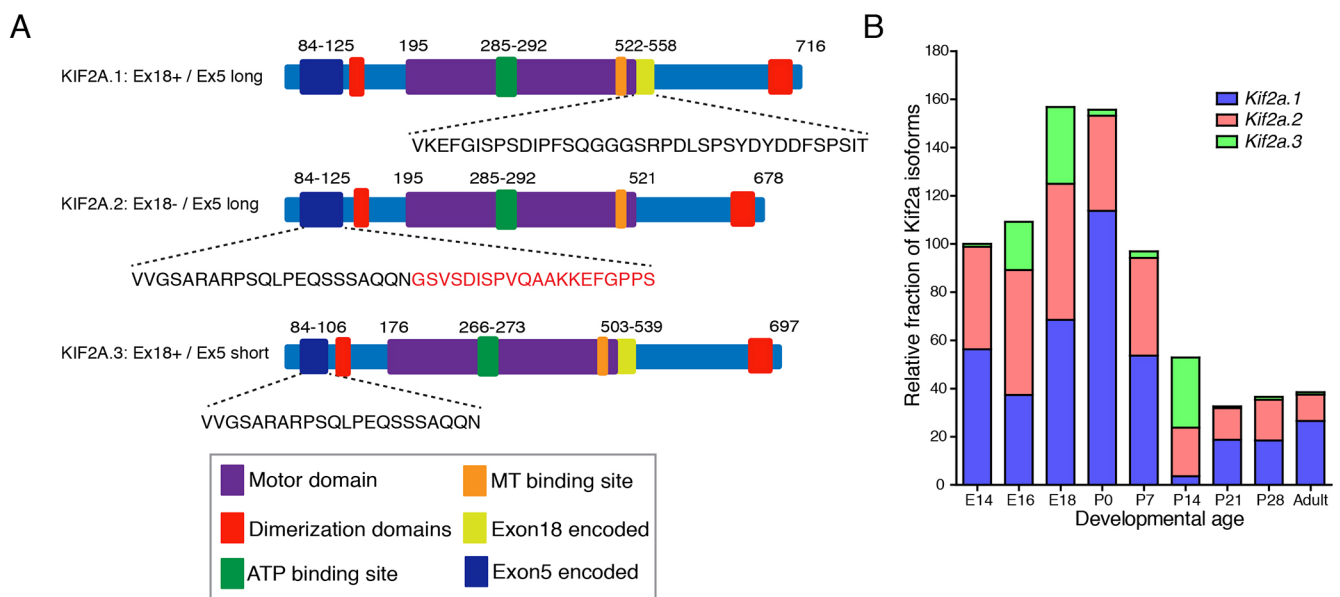 A
84-125 195 285-292 522-558 716
KIF2A.1: Ex18+ / Ex5 long
VKEFGISPSDIPFSQGGGSRPDLSPSYDYDDFSPSIT
84-125 195 285-292 521 678
KIF2A.2: Ex18- / Ex5 long
VVGSARARPSQLPEQSSSAQQNGSVSDISPVQAAKKEFGPPS
84-106 176 266-273 503-539 697
KIF2A.3: Ex18+ / Ex5 short
VVGSARARPSQLPEQSSSAQQN
Motor domain
MT binding site
Dimerization domains
Exon18 encoded
ATP binding site
Exon5 encoded
B
Relative fraction of Kif2a isoforms
180
160
140
120
100
80
60
40
20
0
Kif2a.1
Kif2a.2
Kif2a.3
E14 E16 E18 P0 P7 P14 P21 P28 Adult
Developmental age